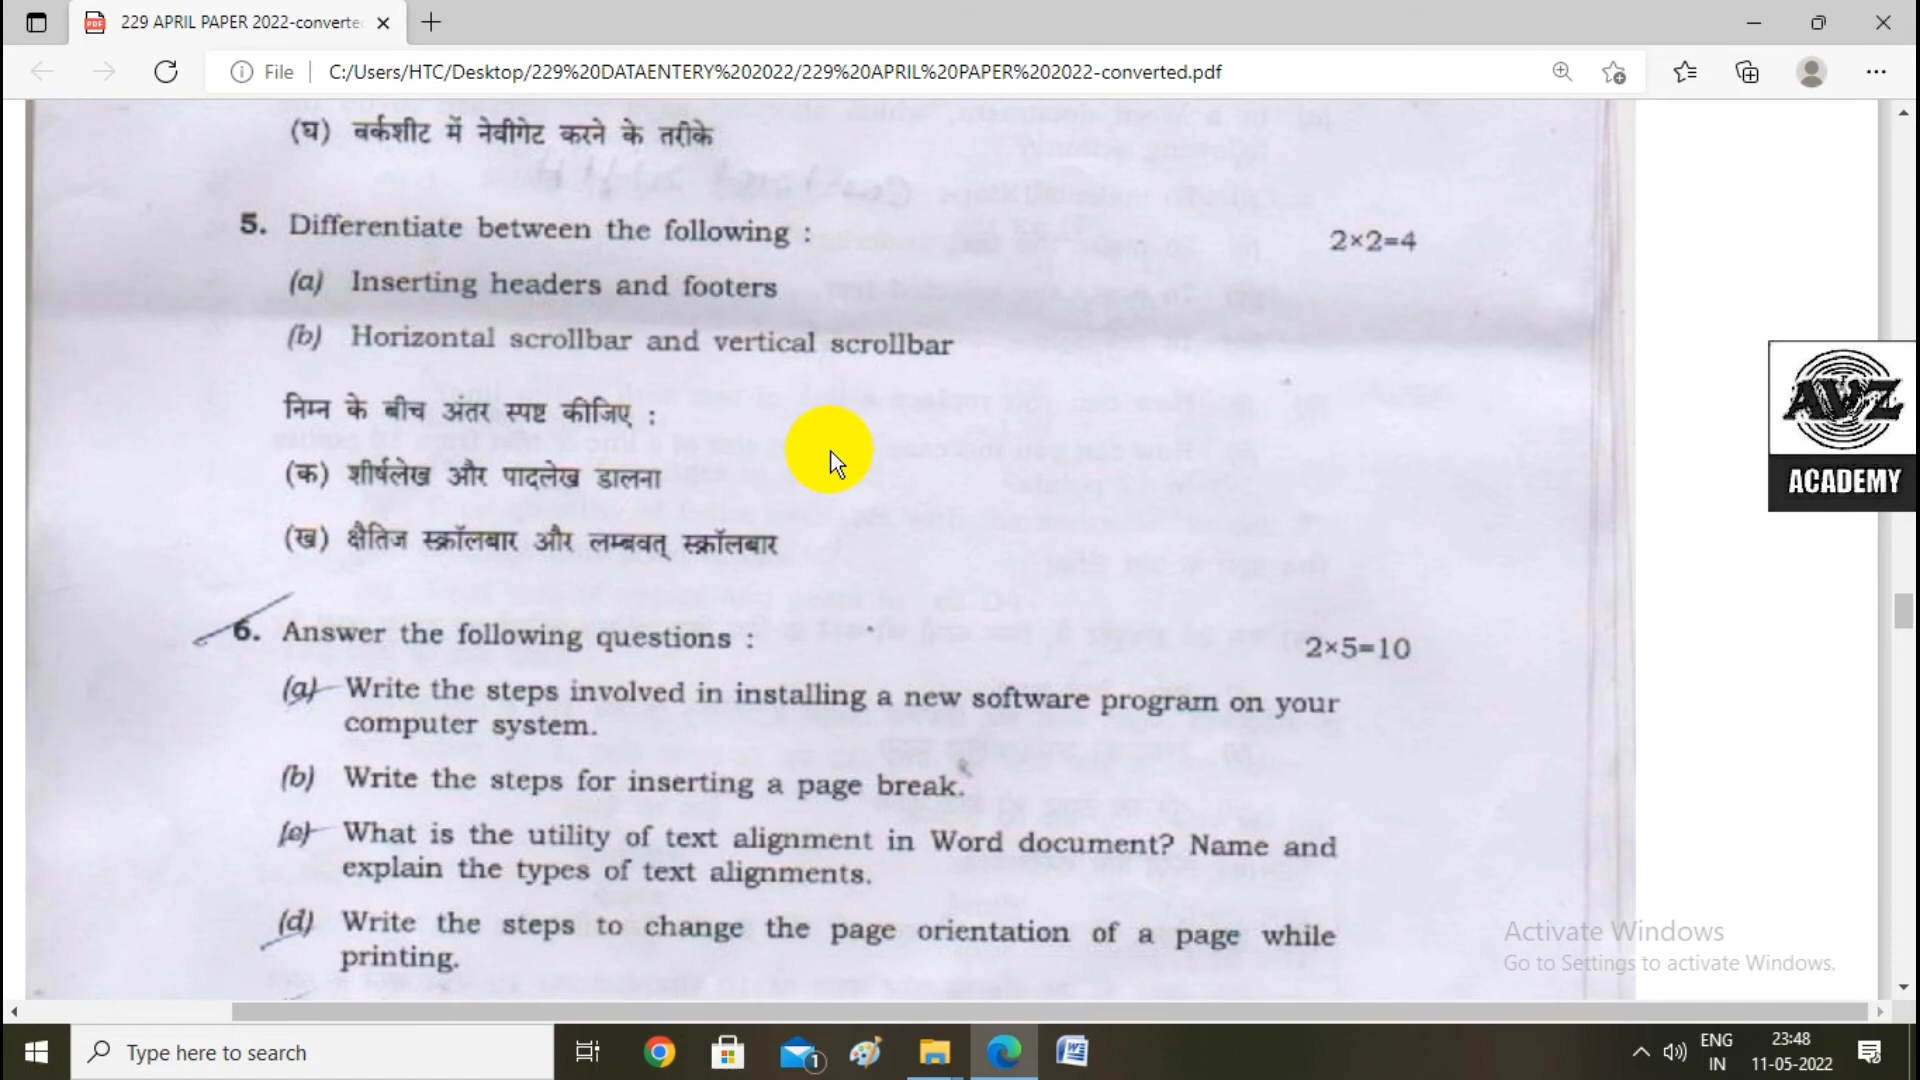 229 APRIL PAPER 2022-converte
File
C:/Users/HTC/Desktop/229%20DATAENTERY%202022/229%20APRIL%20PAPER%202022-converted.pdf
(घ) वर्कशीट में नेवीगेट करने के तरीके
5. Differentiate between the following : 2×2=4
(a) Inserting headers and footers
(b) Horizontal scrollbar and vertical scrollbar
निम्न के बीच अंतर स्पष्ट कीजिए :
(क) शीर्षलेख और पादलेख डालना
(ख) क्षैतिज स्क्रॉलबार और लम्बवत् स्क्रॉलबार
6. Answer the following questions : 2×5=10
(a) Write the steps involved in installing a new software program on your
computer system.
(b) Write the steps for inserting a page break.
(c) What is the utility of text alignment in Word document? Name and
explain the types of text alignments.
(d) Write the steps to change the page orientation of a page while
printing.
AVZ
ACADEMY
Activate Windows
Go to Settings to activate Windows.
Type here to search
1
ENG
IN
23:48
11-05-2022